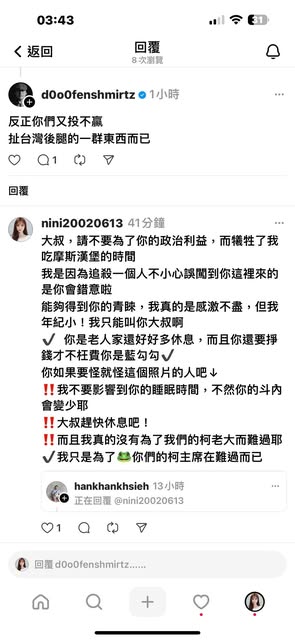 03:43
31
返回
回覆
8 次瀏覽
d0o0fenshmirtz 1小時
反正你們又投不贏
扯台灣後腿的一群東西而已
1
回覆
nini20020613 41分鐘
大叔，請不要為了你的政治利益，而犧牲了我
吃摩斯漢堡的時間
我是因為追殺一個人不小心誤闖到你這裡來的
是你會錯意啦
能夠得到你的青睞，我真的是感激不盡，但我
年紀小！我只能叫你大叔啊
✔️ 你是老人家還好好多休息，而且你還要掙
錢才不枉費你是藍勾勾✔️
你如果要怪就怪這個照片的人吧↓
‼️我不要影響到你的睡眠時間，不然你的斗內
會變少耶
‼️大叔趕快休息吧！
‼️而且我真的沒有為了我們的柯老大而難過耶
✔️我只是為了🐸你們的柯主席在難過而已
hankhankhsieh 13小時
正在回覆 @nini20020613
1
回覆 d0o0fenshmirtz......